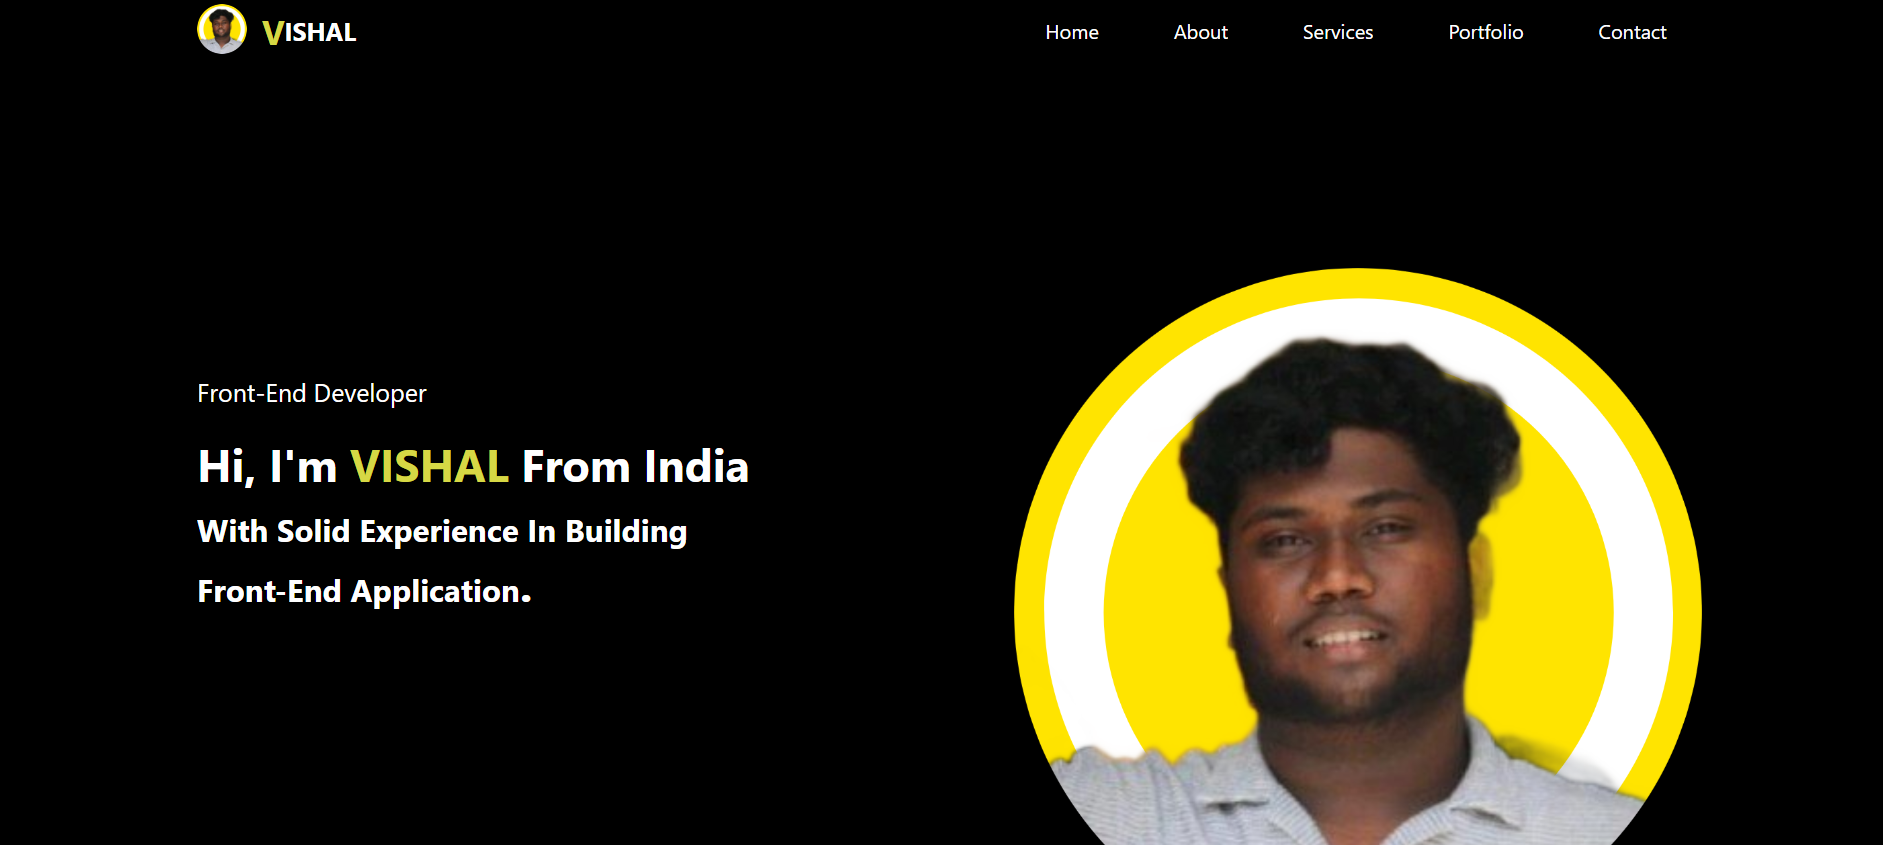 VISHAL
Home About Services Portfolio Contact
Front-End Developer
Hi, I'm VISHAL From India
With Solid Experience In Building
Front-End Application.